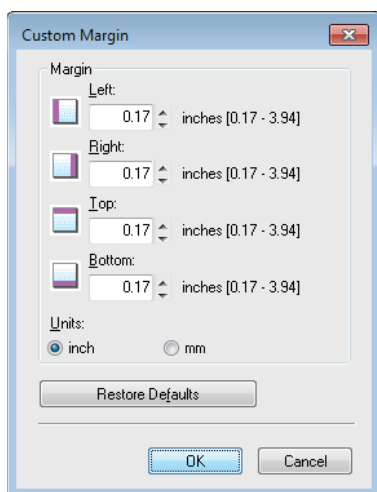 Custom Margin
Margin
Left:
0.17 inches [0.17 - 3.94]
Right:
0.17 inches [0.17 - 3.94]
Top:
0.17 inches [0.17 - 3.94]
Bottom:
0.17 inches [0.17 - 3.94]
Units:
inch mm
Restore Defaults
OK Cancel